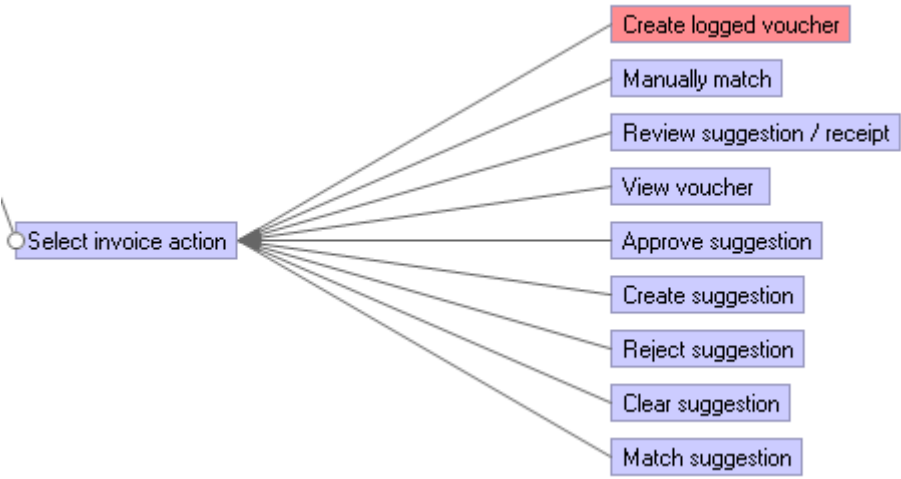 Create logged voucher
Manually match
Review suggestion / receipt
View voucher
Select invoice action
Approve suggestion
Create suggestion
Reject suggestion
Clear suggestion
Match suggestion